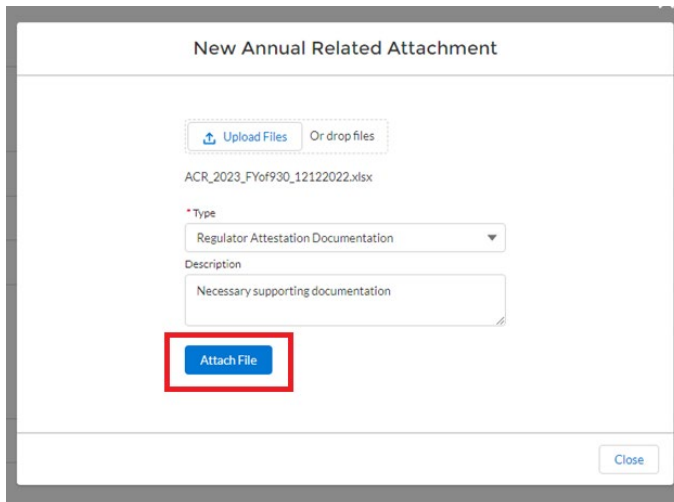 New Annual Related Attachment
Upload Files Or drop files
ACR_2023_FYof930_12122022.xlsx
*Type
Regulator Attestation Documentation
Description
Necessary supporting documentation
Attach File
Close